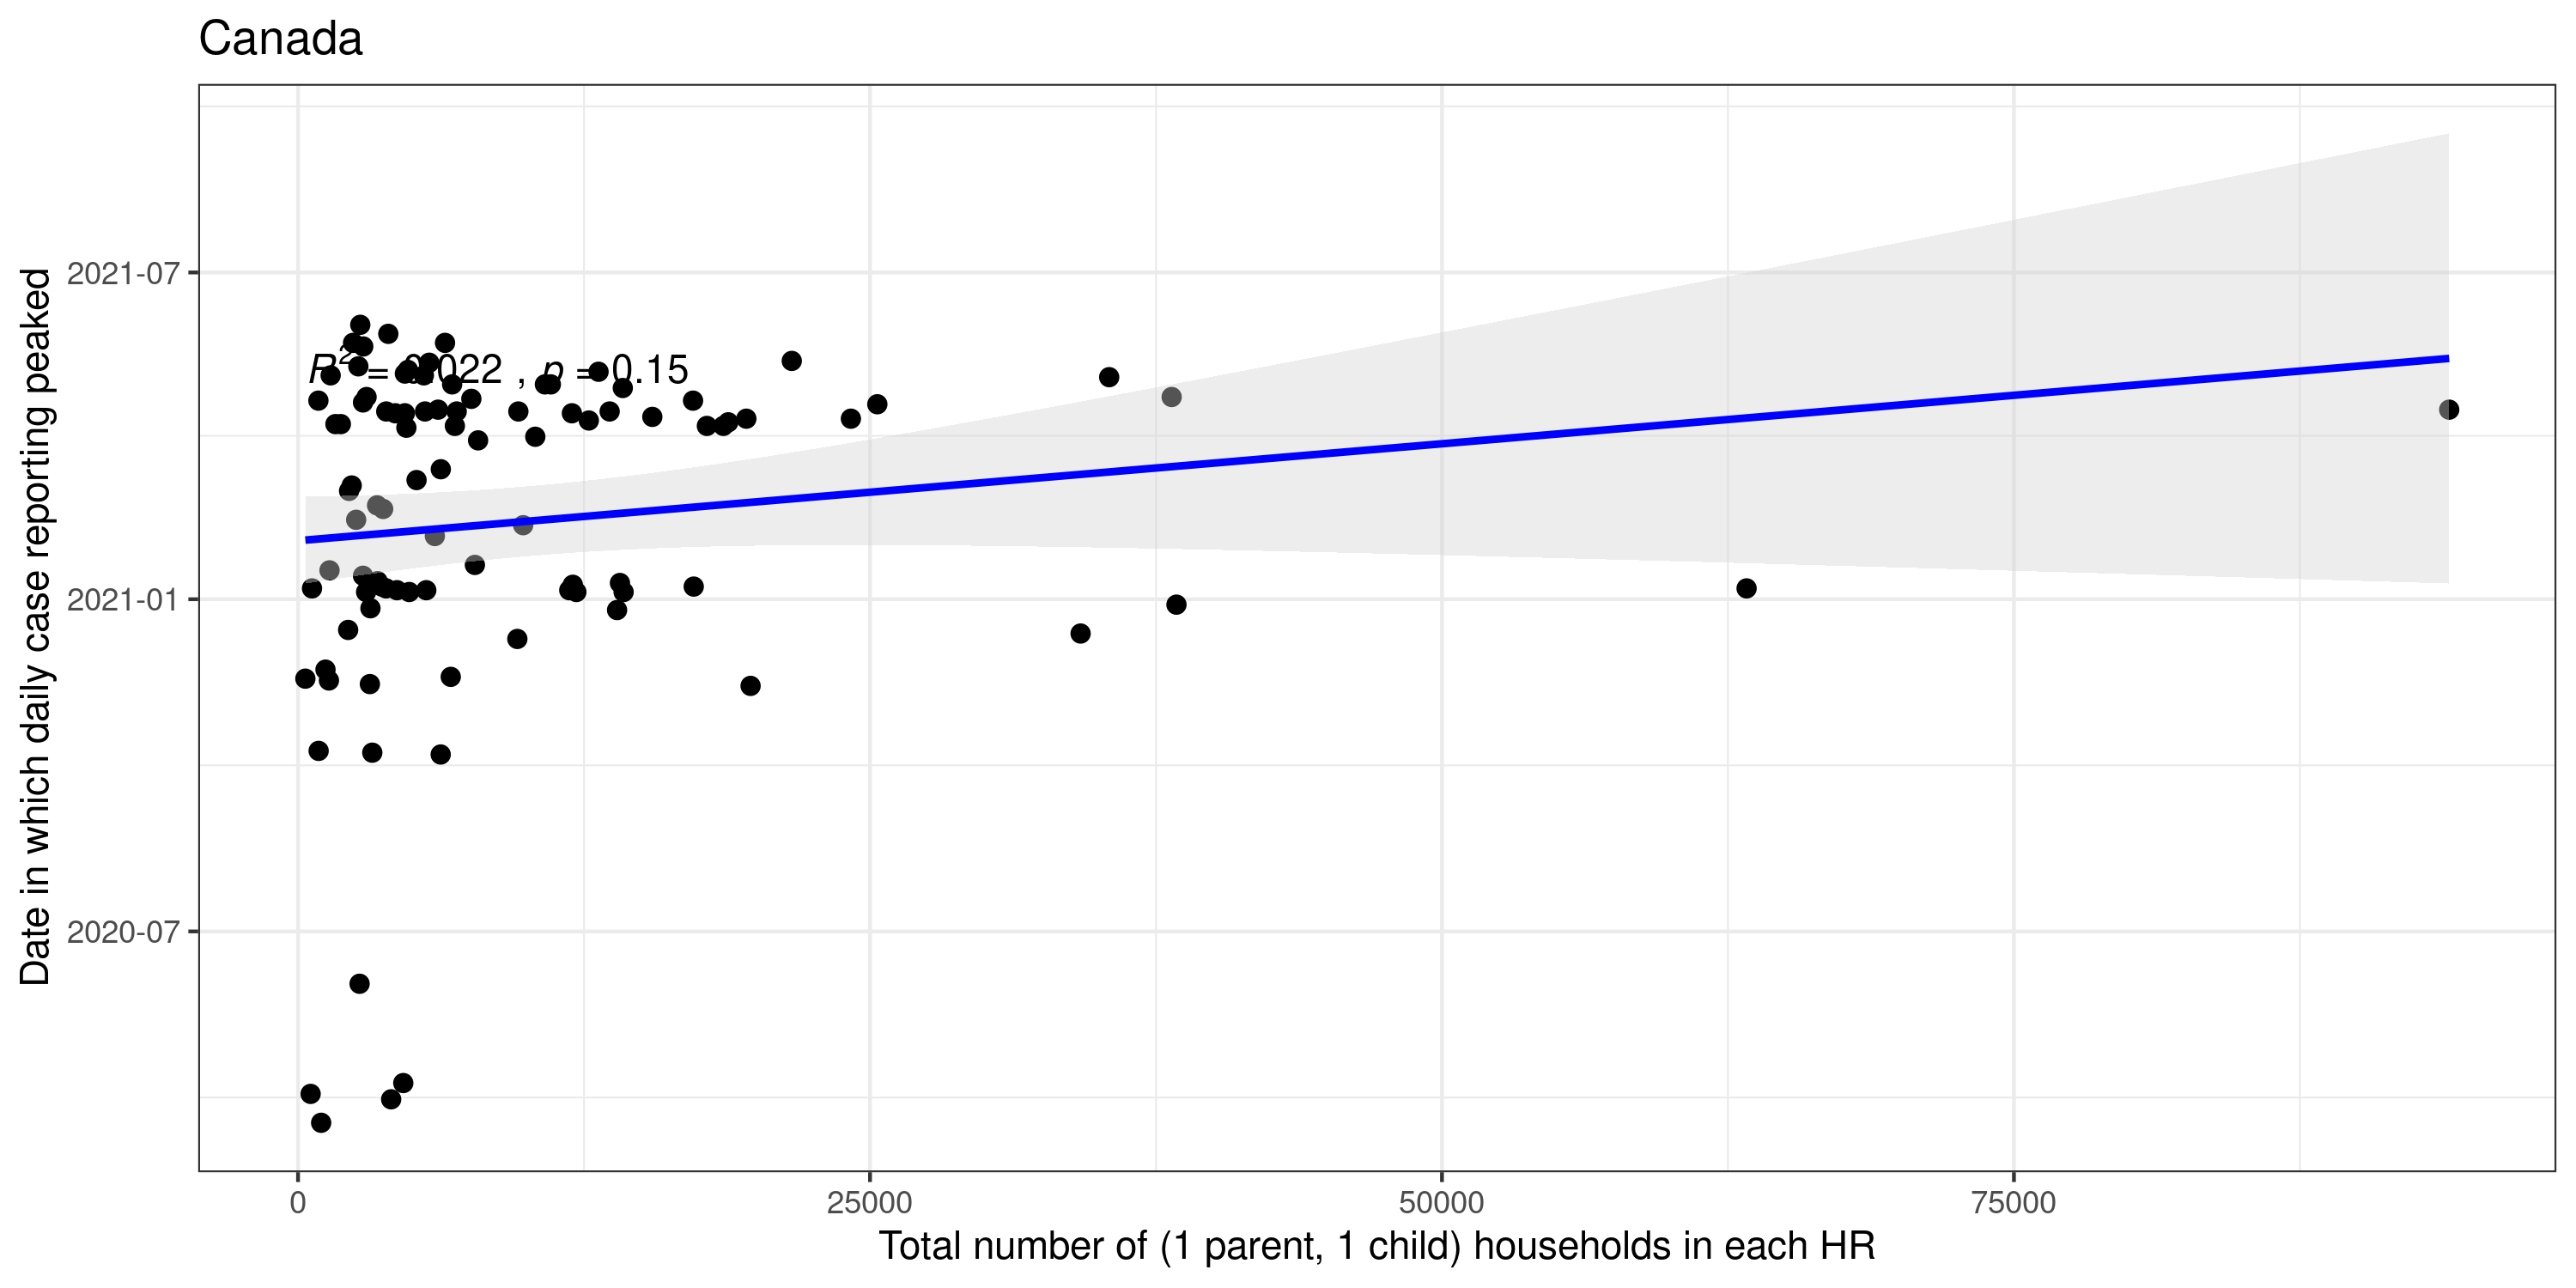 Canada
Date in which daily case reporting peaked
2021-07
2021-01
2020-07
R² = 0.022 , p = 0.15
0 25000 50000 75000
Total number of (1 parent, 1 child) households in each HR